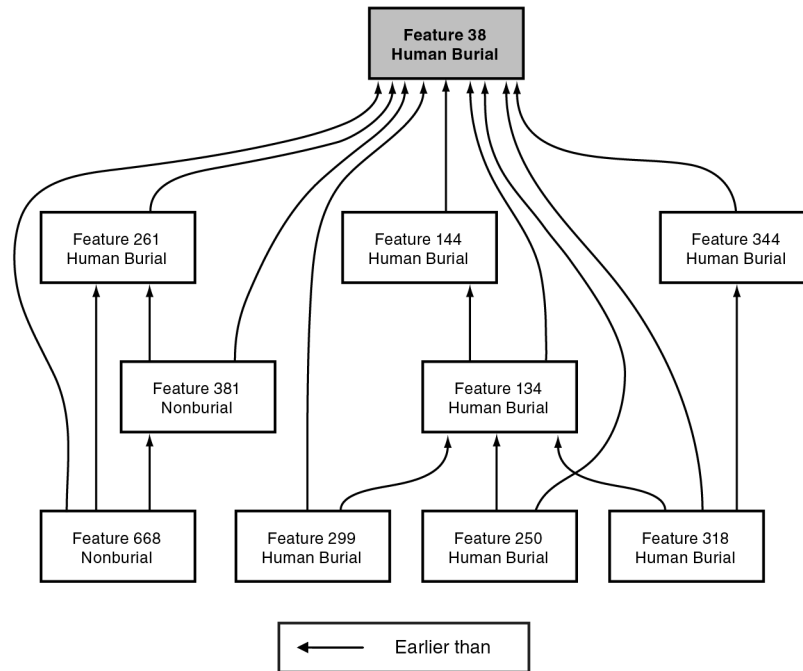 Feature 38
Human Burial
Feature 261
Human Burial
Feature 144
Human Burial
Feature 344
Human Burial
Feature 381
Nonburial
Feature 134
Human Burial
Feature 668
Nonburial
Feature 299
Human Burial
Feature 250
Human Burial
Feature 318
Human Burial
Earlier than